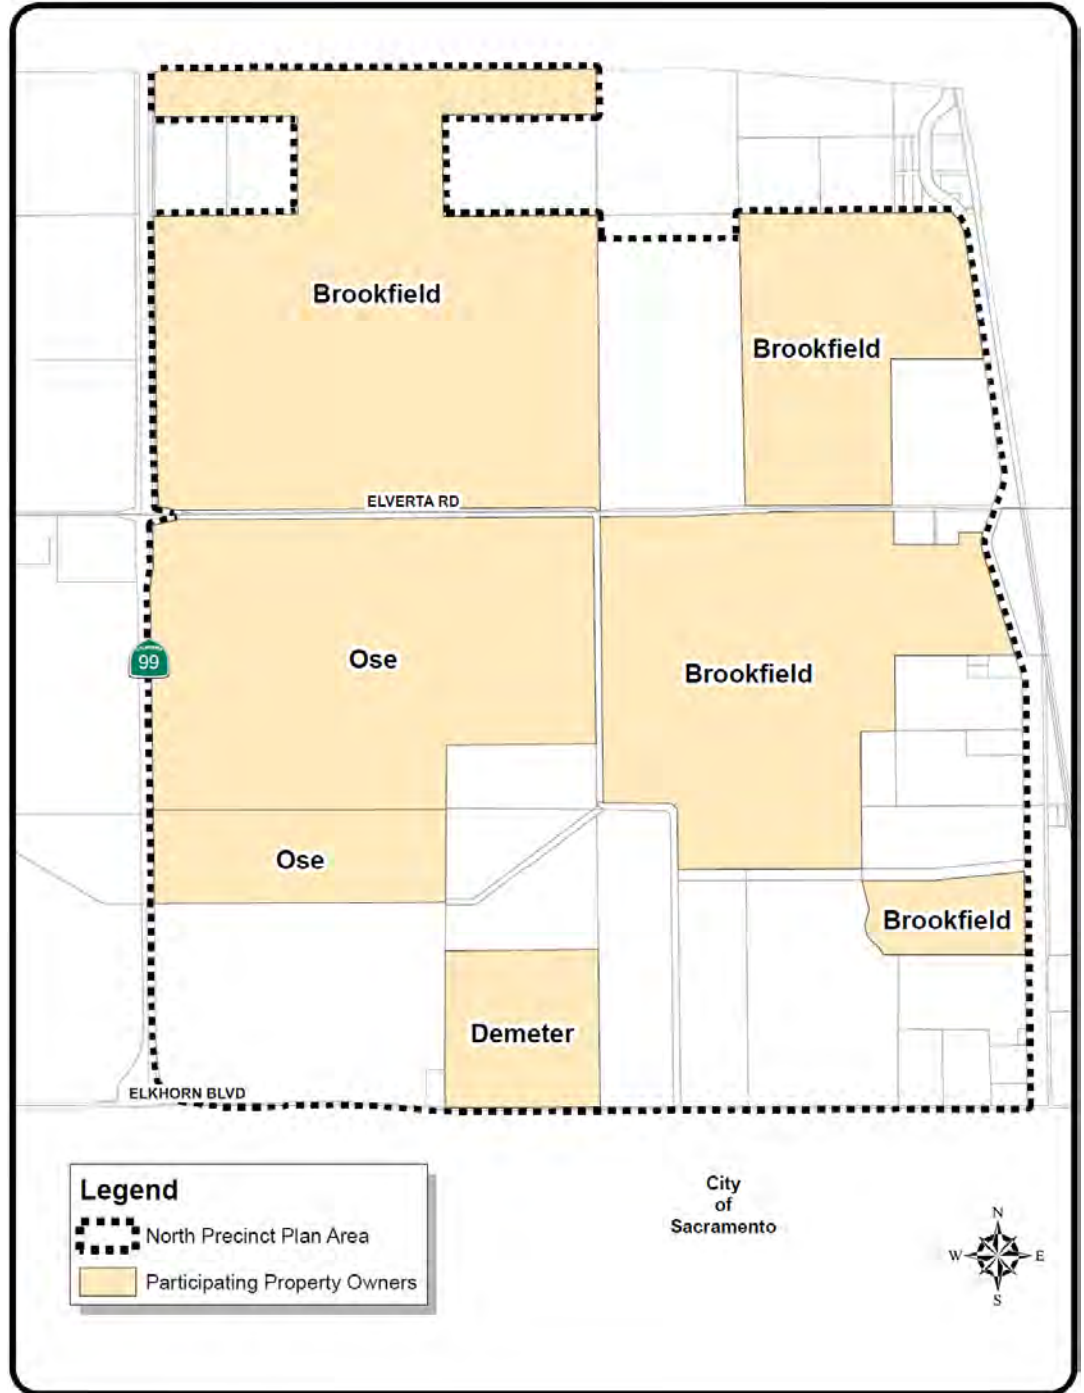 Brookfield
Brookfield
ELVERTA RD
Ose
Brookfield
CALIFORNIA
99
Ose
Brookfield
Demeter
ELKHORN BLVD
Legend
North Precinct Plan Area
Participating Property Owners
City
of
Sacramento
N
W
E
S